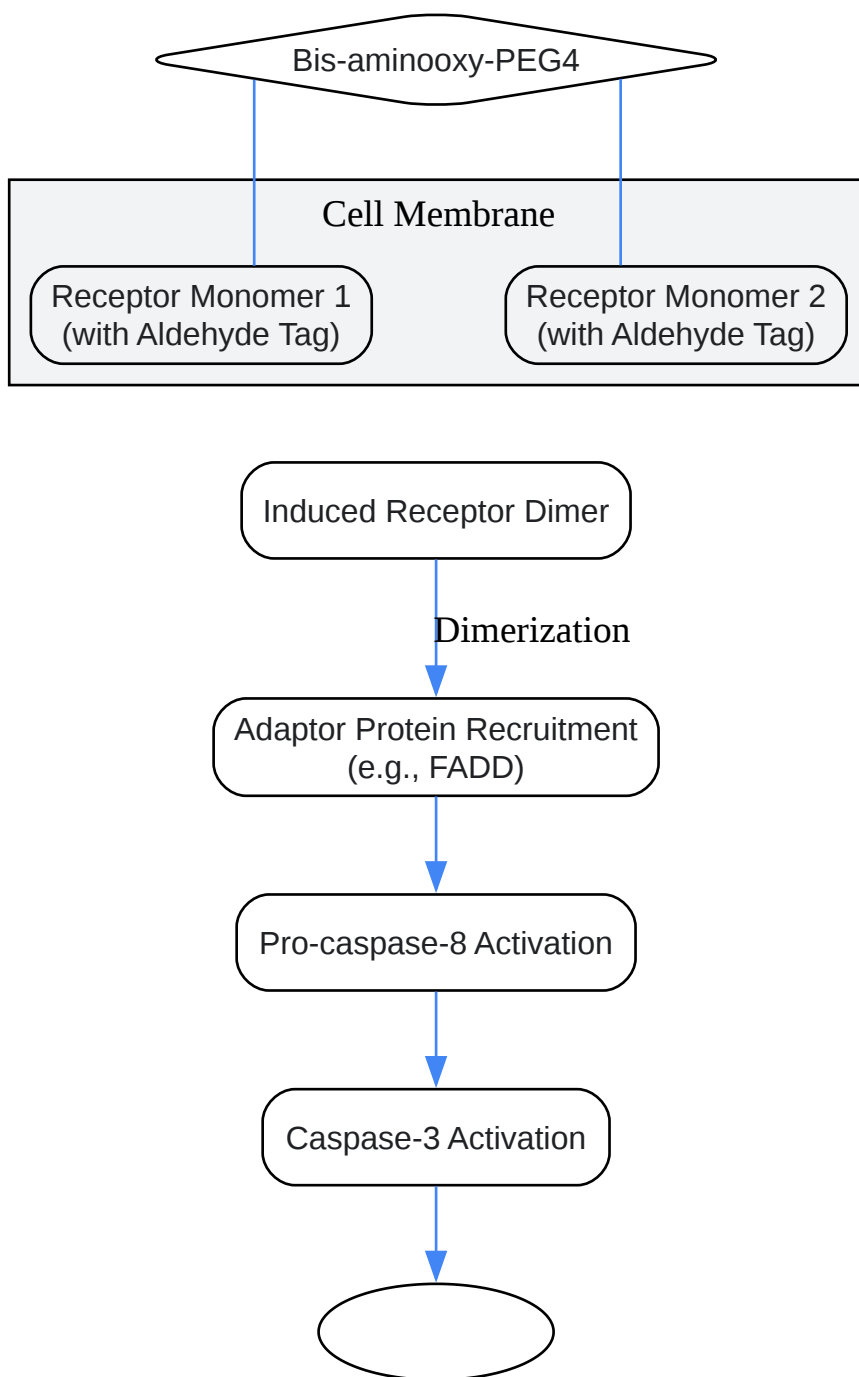 Bis-aminooxy-PEG4
Cell Membrane
Receptor Monomer 1
(with Aldehyde Tag)
Receptor Monomer 2
(with Aldehyde Tag)
Induced Receptor Dimer
Dimerization
Adaptor Protein Recruitment
(e.g., FADD)
Pro-caspase-8 Activation
Caspase-3 Activation